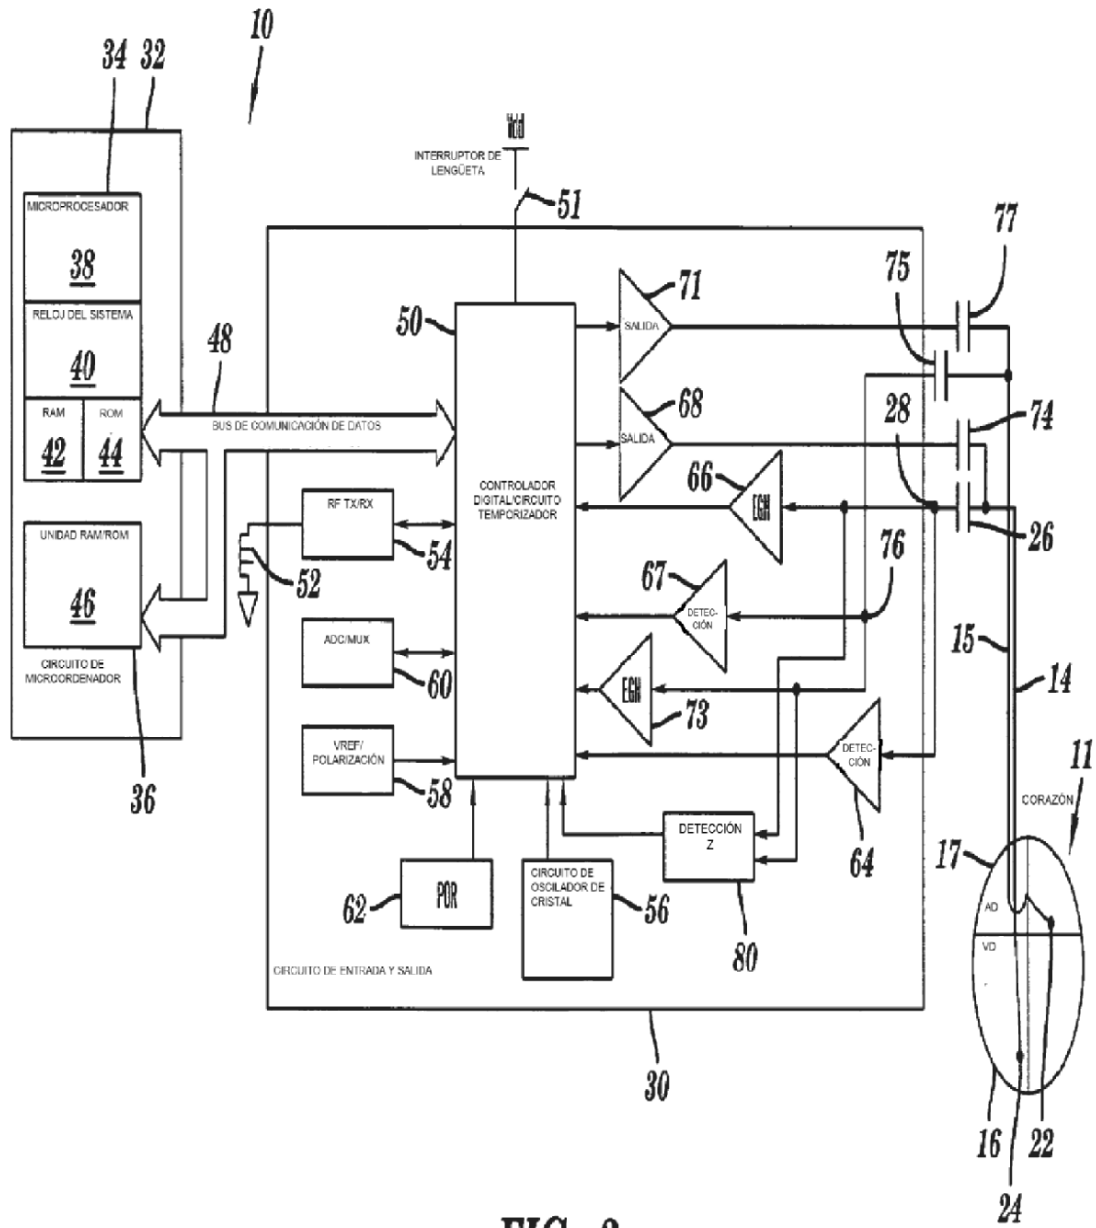 10
34 32
Vdd
INTERRUPTOR DE
LENGÜETA
51
77
MICROPROCESADOR
38
71
75
RELOJ DEL SISTEMA
50
SALIDA
40
48
RAM
ROM
42
44
BUS DE COMUNICACIÓN DE DATOS
68
28
74
SALIDA
CONTROLADOR
DIGITAL/CIRCUITO
TEMPORIZADOR
66
EGM
RF TX/RX
26
UNIDAD RAM/ROM
54
52
67
76
46
DETEC-
CIÓN
15
ADC/MUX
14
CIRCUITO DE
MICROORDENADOR
60
EGM
73
VREF/
POLARIZACIÓN
DETEC-
CIÓN
11
36
58
CORAZÓN
DETECCIÓN
Z
64
17
62
POR
CIRCUITO DE
OSCILADOR DE
CRISTAL
56
AD
80
VD
CIRCUITO DE ENTRADA Y SALIDA
30
16
22
24